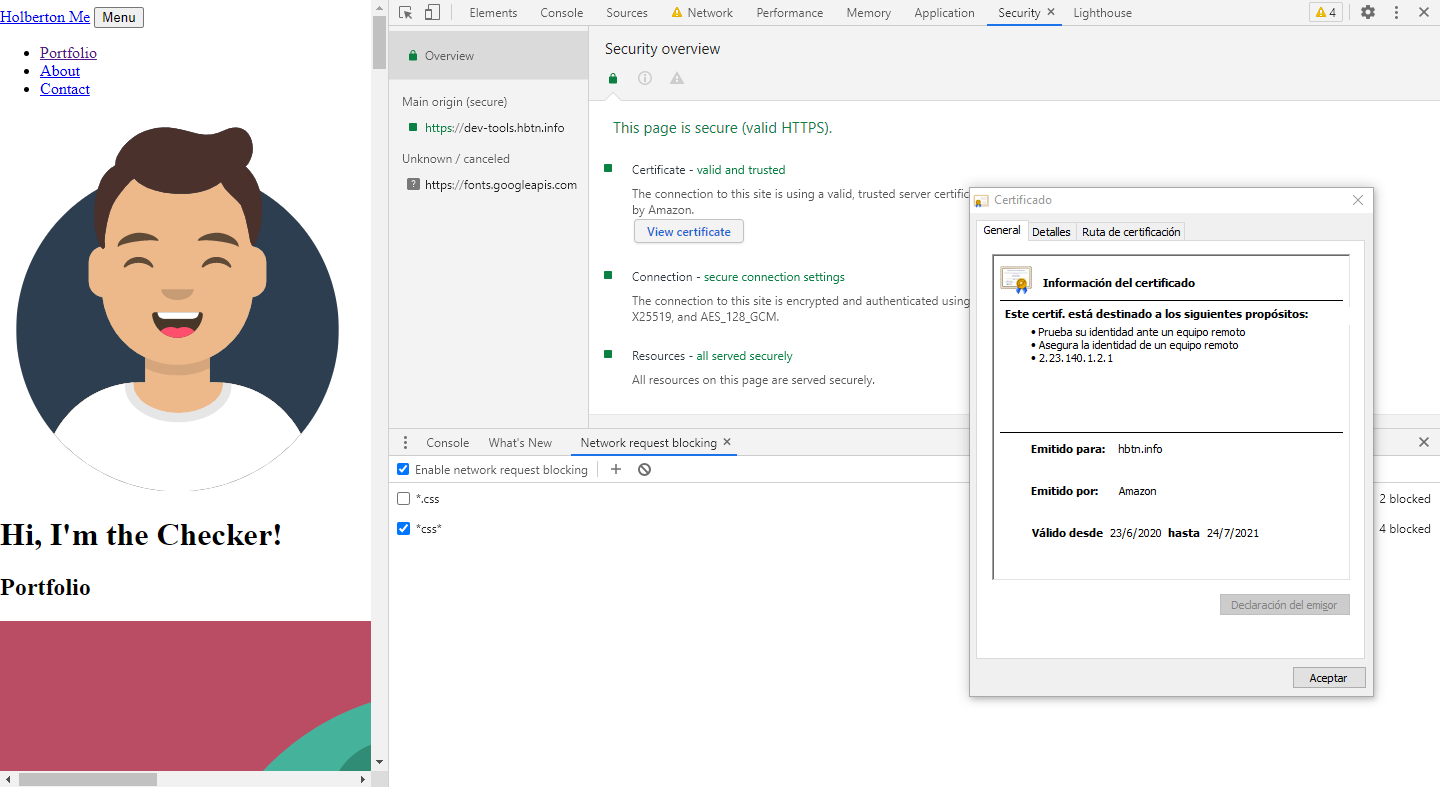 Holberton Me Menu
Portfolio
About
Contact
Hi, I'm the Checker!
Portfolio
Elements Console Sources Network Performance Memory Application Security Lighthouse 4
Overview
Main origin (secure)
https://dev-tools.hbtn.info
Unknown / canceled
https://fonts.googleapis.com
Security overview
This page is secure (valid HTTPS).
Certificate - valid and trusted
The connection to this site is using a valid, trusted server certific
by Amazon.
View certificate
Connection - secure connection settings
The connection to this site is encrypted and authenticated using
X25519, and AES_128_GCM.
Resources - all served securely
All resources on this page are served securely.
Console What's New Network request blocking
Enable network request blocking
*.css 2 blocked
*css* 4 blocked
Certificado
General Detalles Ruta de certificación
Información del certificado
Este certif. está destinado a los siguientes propósitos:
• Prueba su identidad ante un equipo remoto
• Asegura la identidad de un equipo remoto
• 2.23.140.1.2.1
Emitido para: hbtn.info
Emitido por: Amazon
Válido desde 23/6/2020 hasta 24/7/2021
Declaración del emisor
Aceptar